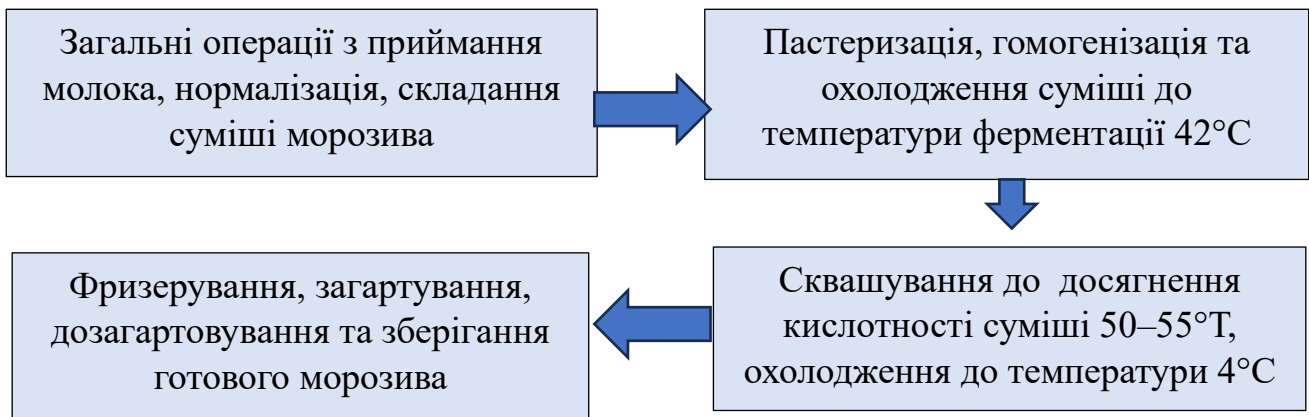 Загальні операції з приймання
молока, нормалізація, складання
суміші морозива
Пастеризація, гомогенізація та
охолодження суміші до
температури ферментації 42°С
Сквашування до досягнення
кислотності суміші 50–55°Т,
охолодження до температури 4°С
Фризерування, загартування,
дозагартовування та зберігання
готового морозива